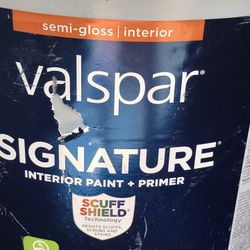 semi-gloss | interior
valspar®
SIGNATURE®
INTERIOR PAINT + PRIMER
SCUFF
SHIELD®
Technology
RESISTS SCUFFS,
SCRUBS AND
STAINS